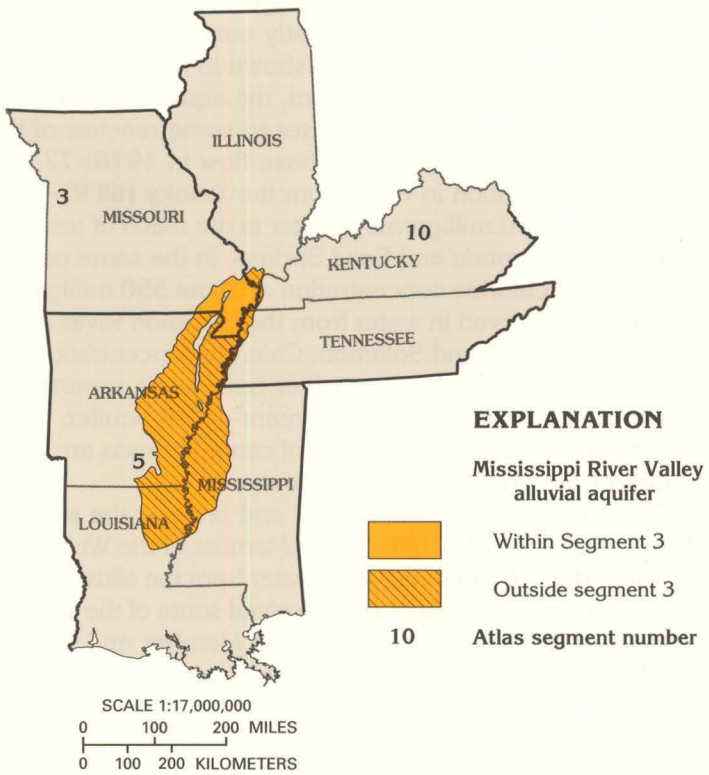 ILLINOIS
3
MISSOURI
10
KENTUCKY
TENNESSEE
ARKANSAS
5
MISSISSIPPI
LOUISIANA
EXPLANATION
Mississippi River Valley
alluvial aquifer
Within Segment 3
Outside segment 3
10 Atlas segment number
SCALE 1:17,000,000
0 100 200 MILES
0 100 200 KILOMETERS